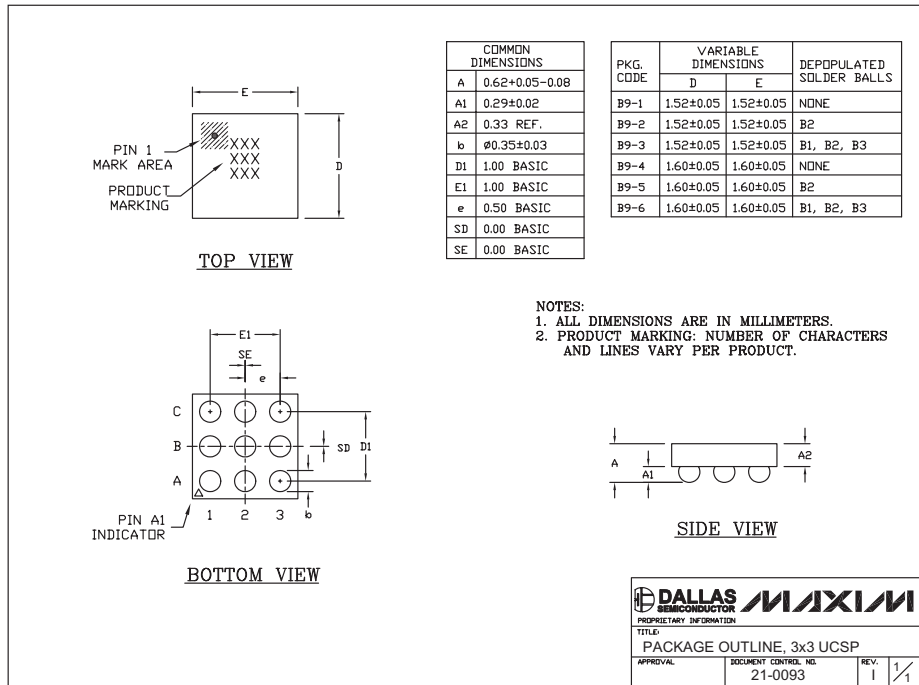 E
D
PIN 1
MARK AREA
XXX
XXX
XXX
PRODUCT
MARKING
TOP VIEW
COMMON
DIMENSIONS
A 0.62+0.05-0.08
A1 0.29±0.02
A2 0.33 REF.
b Ø0.35±0.03
D1 1.00 BASIC
E1 1.00 BASIC
e 0.50 BASIC
SD 0.00 BASIC
SE 0.00 BASIC
PKG. CODE VARIABLE DIMENSIONS DEPOPULATED SOLDER BALLS
D E
B9-1 1.52±0.05 1.52±0.05 NONE
B9-2 1.52±0.05 1.52±0.05 B2
B9-3 1.52±0.05 1.52±0.05 B1, B2, B3
B9-4 1.60±0.05 1.60±0.05 NONE
B9-5 1.60±0.05 1.60±0.05 B2
B9-6 1.60±0.05 1.60±0.05 B1, B2, B3
NOTES:
1. ALL DIMENSIONS ARE IN MILLIMETERS.
2. PRODUCT MARKING: NUMBER OF CHARACTERS
AND LINES VARY PER PRODUCT.
E1
SE
e
C
B
A
SD D1
b
1 2 3
PIN A1
INDICATOR
BOTTOM VIEW
A
A1
A2
SIDE VIEW
DALLAS
SEMICONDUCTOR
MAXIM
PROPRIETARY INFORMATION
TITLE:
PACKAGE OUTLINE, 3x3 UCSP
APPROVAL DOCUMENT CONTROL NO. REV.
21-0093 I 1/1